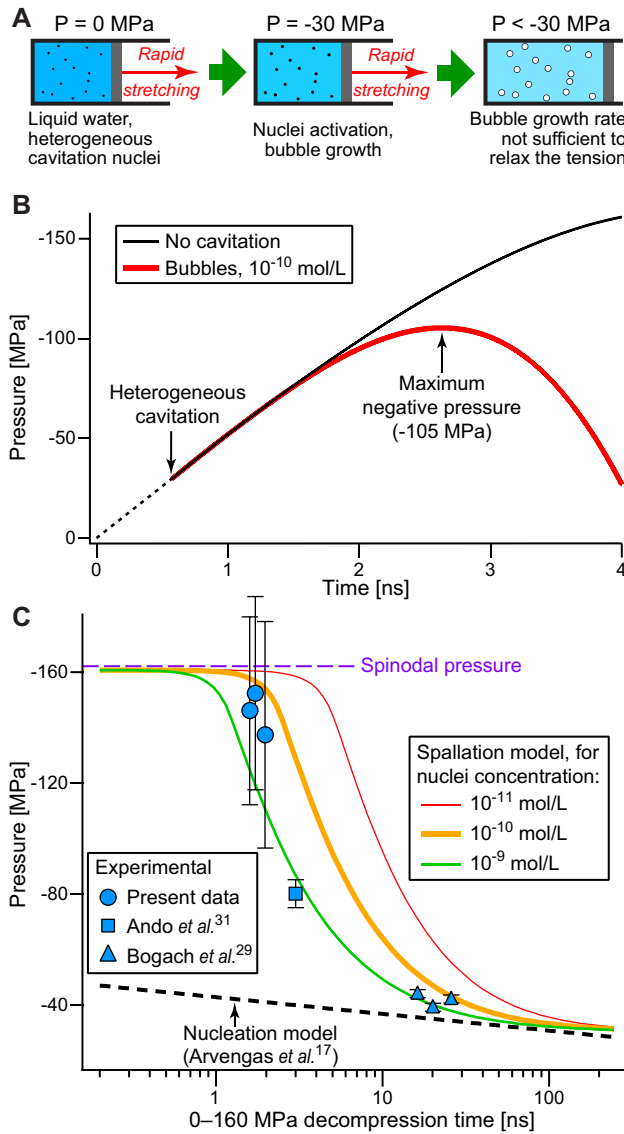 A
P = 0 MPa
P = -30 MPa
P < -30 MPa
Rapid
stretching
Rapid
stretching
Liquid water,
heterogeneous
cavitation nuclei
Nuclei activation,
bubble growth
Bubble growth rate
not sufficient to
relax the tension
B
No cavitation
Bubbles, 10⁻¹⁰ mol/L
Pressure [MPa]
-150
-100
-50
0
Heterogeneous
cavitation
Maximum
negative pressure
(-105 MPa)
0 1 2 3 4
Time [ns]
C
Pressure [MPa]
-160
-120
-80
-40
Spinodal pressure
Spallation model, for
nuclei concentration:
10⁻¹¹ mol/L
10⁻¹⁰ mol/L
10⁻⁹ mol/L
Experimental
Present data
Ando et al.³¹
Bogach et al.²⁹
Nucleation model
(Arvengas et al.¹⁷)
1 10 100
0–160 MPa decompression time [ns]